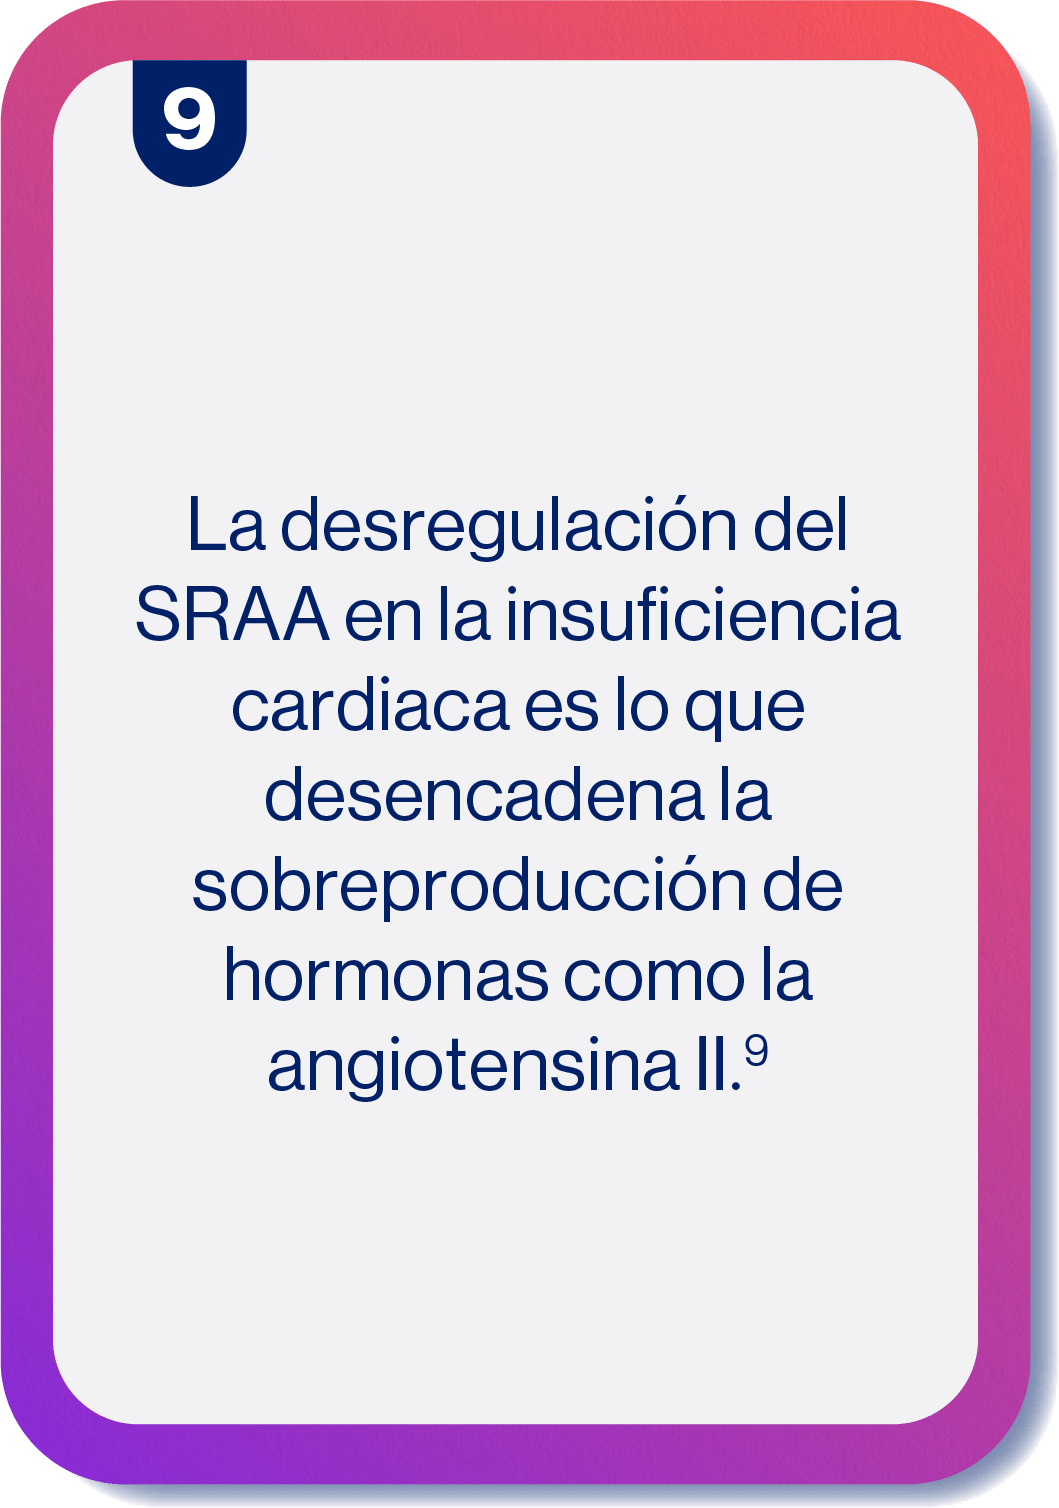 9
La desregulación del
SRAA en la insuficiencia
cardiaca es lo que
desencadena la
sobreproducción de
hormonas como la
angiotensina II.⁹